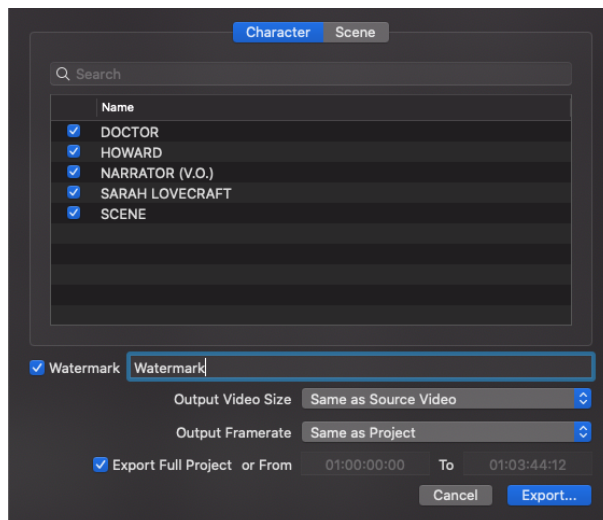 Character Scene
Search
Name
DOCTOR
HOWARD
NARRATOR (V.O.)
SARAH LOVECRAFT
SCENE
Watermark Watermark
Output Video Size Same as Source Video
Output Framerate Same as Project
Export Full Project or From 01:00:00:00 To 01:03:44:12
Cancel Export...